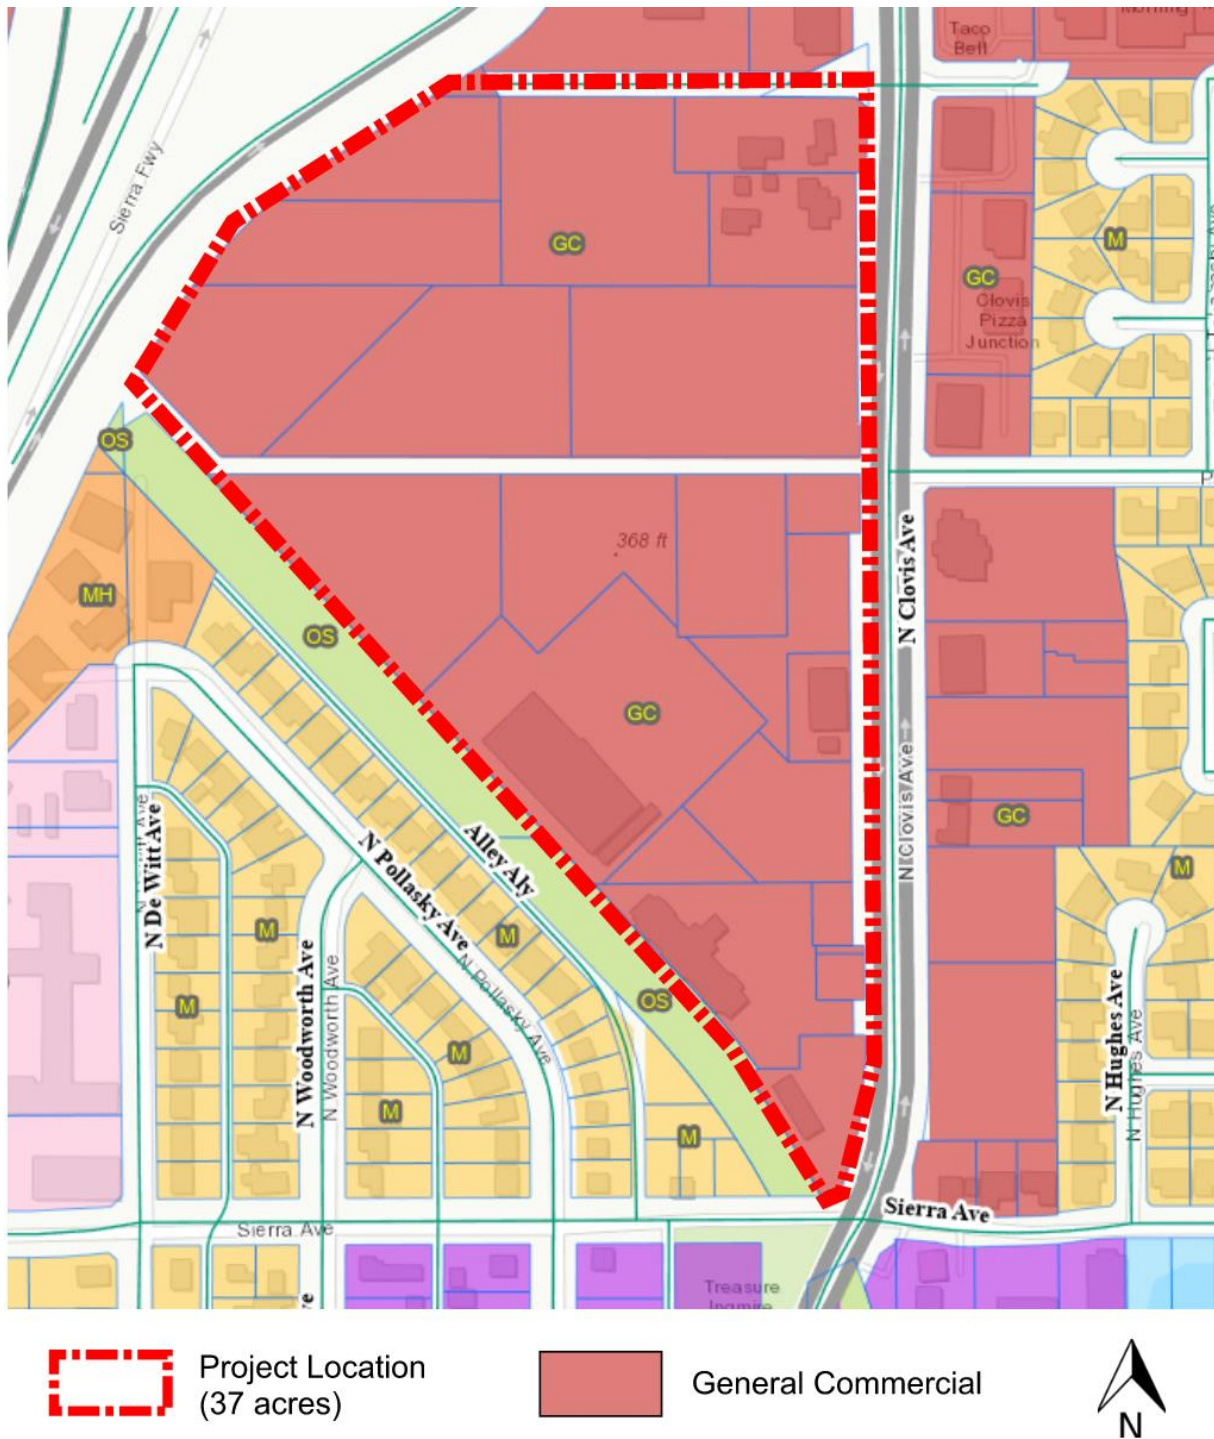 Taco
Bell
Sierra Fwy
GC
M
GC
Clovis
Pizza
Junction
OS
N Clovis Ave
368 ft
MH
OS
GC
N Clovis Ave
GC
N De Witt Ave
N Pollasky Ave
Alley Aly
M
M
M
N Woodworth Ave
N Woodworth Ave
N Pollasky Ave
OS
M
N Hughes Ave
N Hughes Ave
M
M
M
Sierra Ave
Sierra Ave
Treasure
Project Location
(37 acres)
General Commercial
N